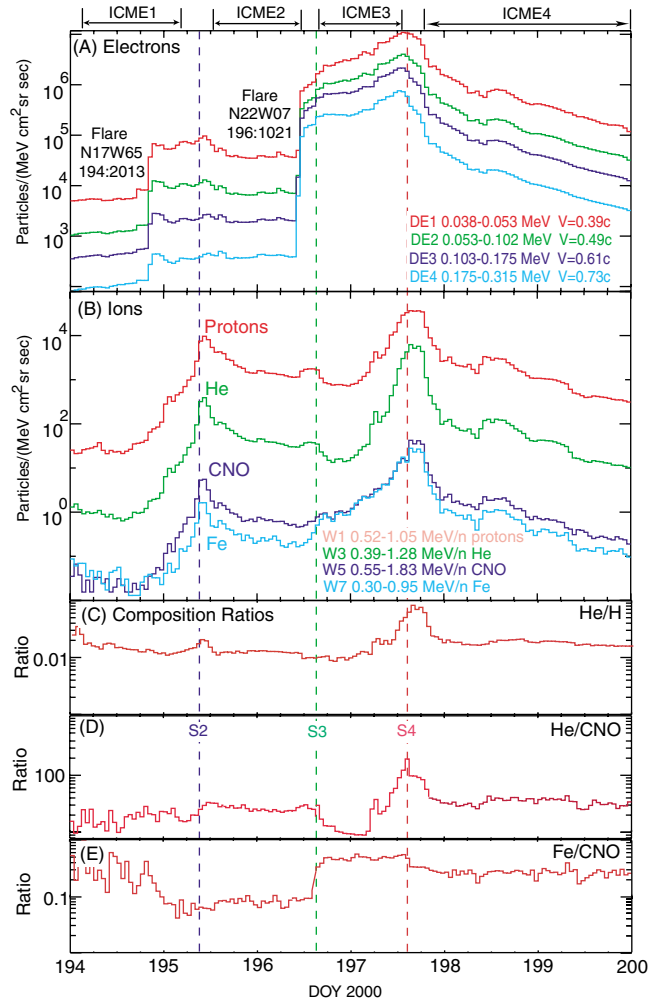 ICME1 ICME2 ICME3 ICME4
(A) Electrons
10^6
10^5
10^4
10^3
Particles/(MeV cm^2 sr sec)
Flare
N17W65
194:2013
Flare
N22W07
196:1021
DE1 0.038-0.053 MeV V=0.39c
DE2 0.053-0.102 MeV V=0.49c
DE3 0.103-0.175 MeV V=0.61c
DE4 0.175-0.315 MeV V=0.73c
(B) Ions
10^4
10^2
10^0
Particles/(MeV cm^2 sr sec)
Protons
He
CNO
Fe
W1 0.52-1.05 MeV/n protons
W3 0.39-1.28 MeV/n He
W5 0.55-1.83 MeV/n CNO
W7 0.30-0.95 MeV/n Fe
(C) Composition Ratios He/H
0.01
Ratio
(D) S2 S3 S4 He/CNO
100
Ratio
(E) Fe/CNO
0.1
Ratio
194 195 196 197 198 199 200
DOY 2000